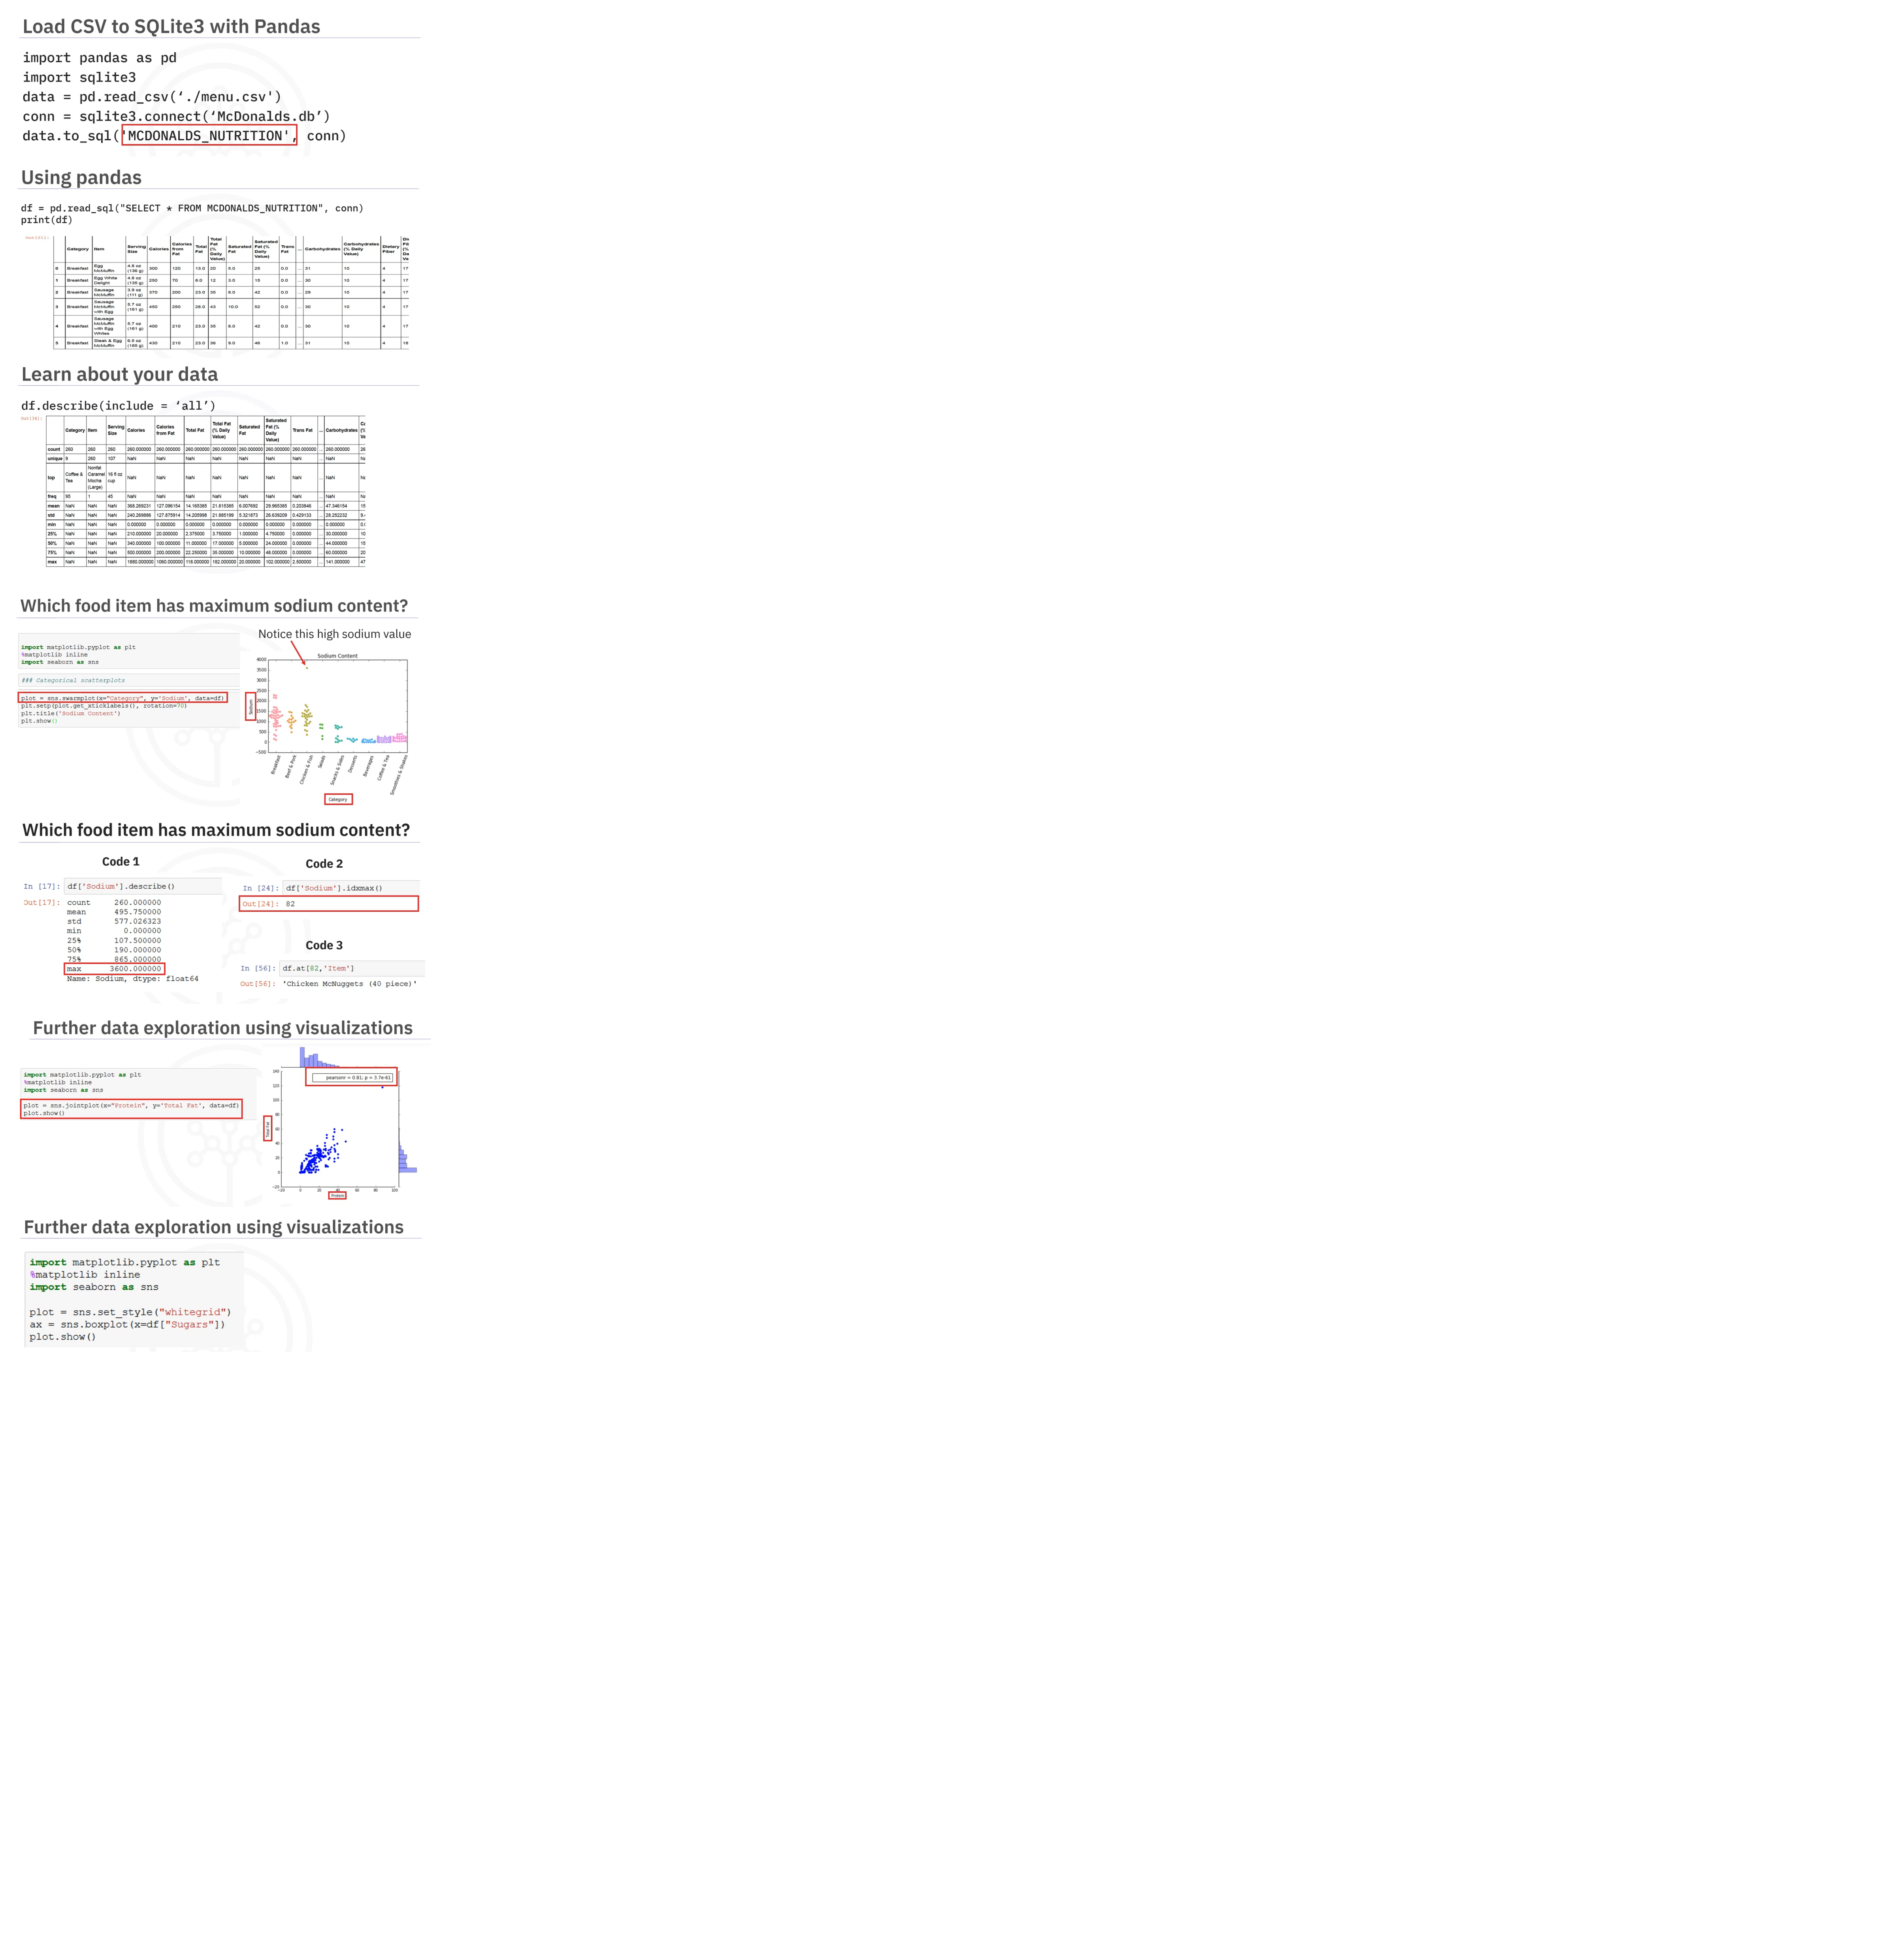 Load CSV to SQLite3 with Pandas
import pandas as pd
import sqlite3
data = pd.read_csv(‘./menu.csv')
conn = sqlite3.connect(‘McDonalds.db’)
data.to_sql('MCDONALDS_NUTRITION', conn)
Using pandas
df = pd.read_sql("SELECT * FROM MCDONALDS_NUTRITION", conn)
print(df)
Category Item Serving Size Calories Calories from Fat Total Fat Total Fat (% Daily Value) Saturated Fat Saturated Fat (% Daily Value) Trans Fat ... Carbohydrates Carbohydrates (% Daily Value) Dietary Fiber
0 Breakfast Egg McMuffin 4.8 oz (136 g) 300 120 13.0 20 5.0 25 0.0 ... 31 10 4 17
1 Breakfast Egg White Delight 4.8 oz (135 g) 250 70 8.0 12 3.0 15 0.0 ... 30 10 4 17
2 Breakfast Sausage McMuffin 3.9 oz (111 g) 370 200 23.0 35 8.0 42 0.0 ... 29 10 4 17
3 Breakfast Sausage McMuffin with Egg 5.7 oz (161 g) 450 250 28.0 43 10.0 52 0.0 ... 30 10 4 17
4 Breakfast Sausage McMuffin with Egg Whites 5.7 oz (161 g) 400 210 23.0 35 8.0 42 0.0 ... 30 10 4 17
5 Breakfast Steak & Egg McMuffin 6.5 oz (185 g) 430 210 23.0 36 9.0 46 1.0 ... 31 10 4 18
Learn about your data
df.describe(include = ‘all’)
Out[34]:
Category Item Serving Size Calories Calories from Fat Total Fat Total Fat (% Daily Value) Saturated Fat Saturated Fat (% Daily Value) Trans Fat ... Carbohydrates
count 260 260 260 260.000000 260.000000 260.000000 260.000000 260.000000 260.000000 260.000000 ... 260.000000 26
unique 9 260 107 NaN NaN NaN NaN NaN NaN NaN ... NaN Na
top Coffee & Tea Nonfat Caramel Mocha (Large) 16 fl oz cup NaN NaN NaN NaN NaN NaN NaN ... NaN Na
freq 95 1 45 NaN NaN NaN NaN NaN NaN NaN ... NaN Na
mean NaN NaN NaN 368.269231 127.096154 14.165385 21.815385 6.007692 29.965385 0.203846 ... 47.346154 15
std NaN NaN NaN 240.269886 127.875914 14.205998 21.885199 5.321873 26.639209 0.429133 ... 28.252232
min NaN NaN NaN 0.000000 0.000000 0.000000 0.000000 0.000000 0.000000 0.000000 ... 0.000000
25% NaN NaN NaN 210.000000 20.000000 2.375000 3.750000 1.000000 4.750000 0.000000 ... 30.000000 10
50% NaN NaN NaN 340.000000 100.000000 11.000000 17.000000 5.000000 24.000000 0.000000 ... 44.000000 15
75% NaN NaN NaN 500.000000 200.000000 22.250000 35.000000 10.000000 48.000000 0.000000 ... 60.000000 20
max NaN NaN NaN 1880.000000 1060.000000 118.000000 182.000000 20.000000 102.000000 2.500000 ... 141.000000 47
Which food item has maximum sodium content?
import matplotlib.pyplot as plt
%matplotlib inline
import seaborn as sns
### Categorical scatterplots
plot = sns.swarmplot(x="Category", y='Sodium', data=df)
plt.setp(plot.get_xticklabels(), rotation=70)
plt.title('Sodium Content')
plt.show()
Notice this high sodium value
Sodium Content
4000
3500
3000
2500
2000
1500
1000
500
0
−500
Sodium
Breakfast
Beef & Pork
Chicken & Fish
Salads
Snacks & Sides
Desserts
Beverages
Coffee & Tea
Smoothies & Shakes
Category
Which food item has maximum sodium content?
Code 1
In [17]: df['Sodium'].describe()
Out[17]: count 260.000000
mean 495.750000
std 577.026323
min 0.000000
25% 107.500000
50% 190.000000
75% 865.000000
max 3600.000000
Name: Sodium, dtype: float64
Code 2
In [24]: df['Sodium'].idxmax()
Out[24]: 82
Code 3
In [56]: df.at[82,'Item']
Out[56]: 'Chicken McNuggets (40 piece)'
Further data exploration using visualizations
import matplotlib.pyplot as plt
%matplotlib inline
import seaborn as sns
plot = sns.jointplot(x="Protein", y='Total Fat', data=df)
plot.show()
pearsonr = 0.81; p = 3.7e-61
140
120
100
80
60
40
20
0
−20
Total Fat
−20 0 20 40 60 80 100
Protein
Further data exploration using visualizations
import matplotlib.pyplot as plt
%matplotlib inline
import seaborn as sns
plot = sns.set_style("whitegrid")
ax = sns.boxplot(x=df["Sugars"])
plot.show()